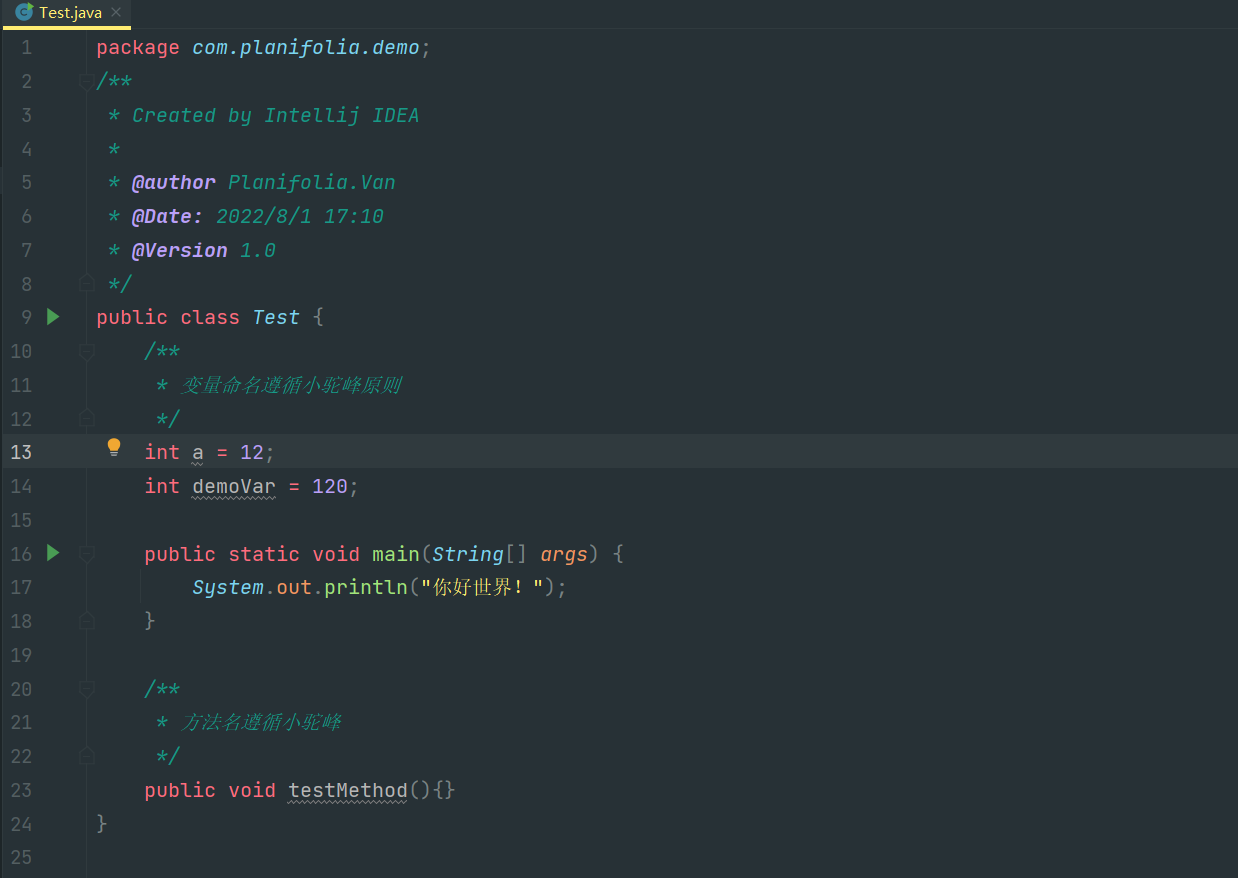 Test.java
1 package com.planifolia.demo;
2 /**
3  * Created by Intellij IDEA
4  *
5  * @author Planifolia.Van
6  * @Date: 2022/8/1 17:10
7  * @Version 1.0
8  */
9 public class Test {
10     /**
11      * 变量命名遵循小驼峰原则
12      */
13     int a = 12;
14     int demoVar = 120;
15
16     public static void main(String[] args) {
17         System.out.println("你好世界！");
18     }
19
20     /**
21      * 方法名遵循小驼峰
22      */
23     public void testMethod(){}
24 }
25